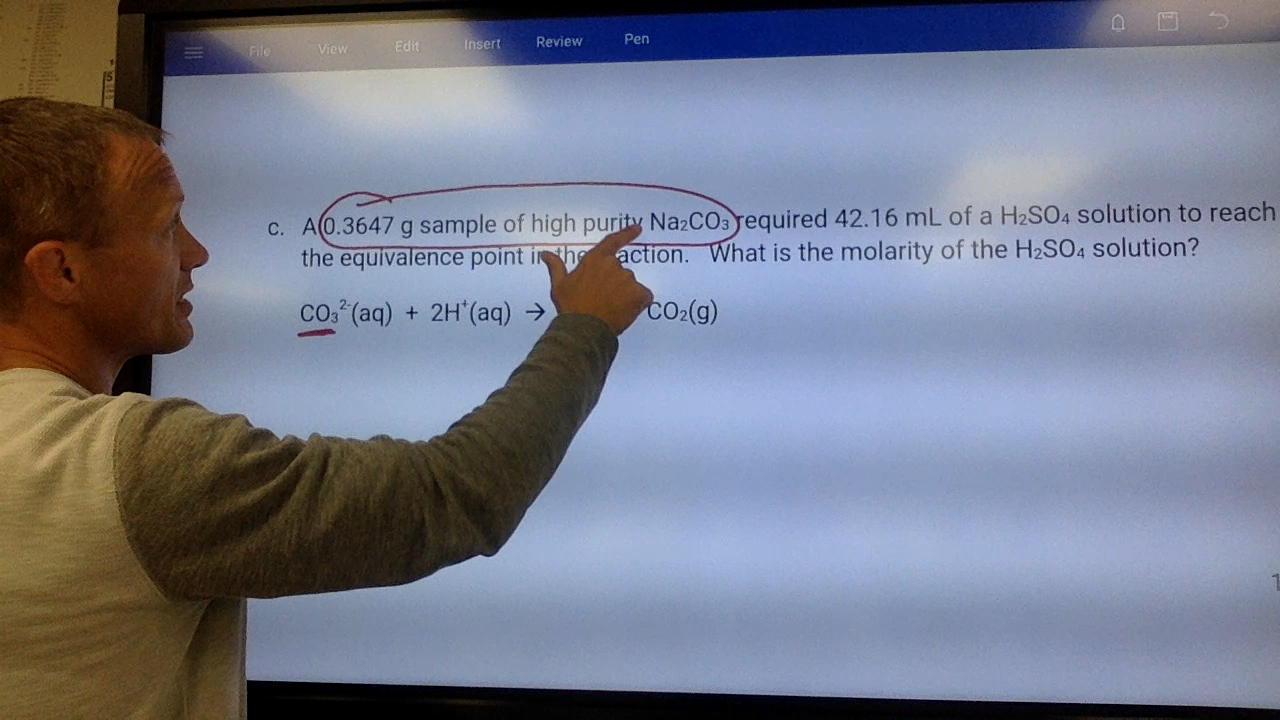 File View Edit Insert Review Pen
c. A 0.3647 g sample of high purity Na₂CO₃ required 42.16 mL of a H₂SO₄ solution to reach
the equivalence point in the action. What is the molarity of the H₂SO₄ solution?
CO₃²⁻(aq) + 2H⁺(aq) → CO₂(g)